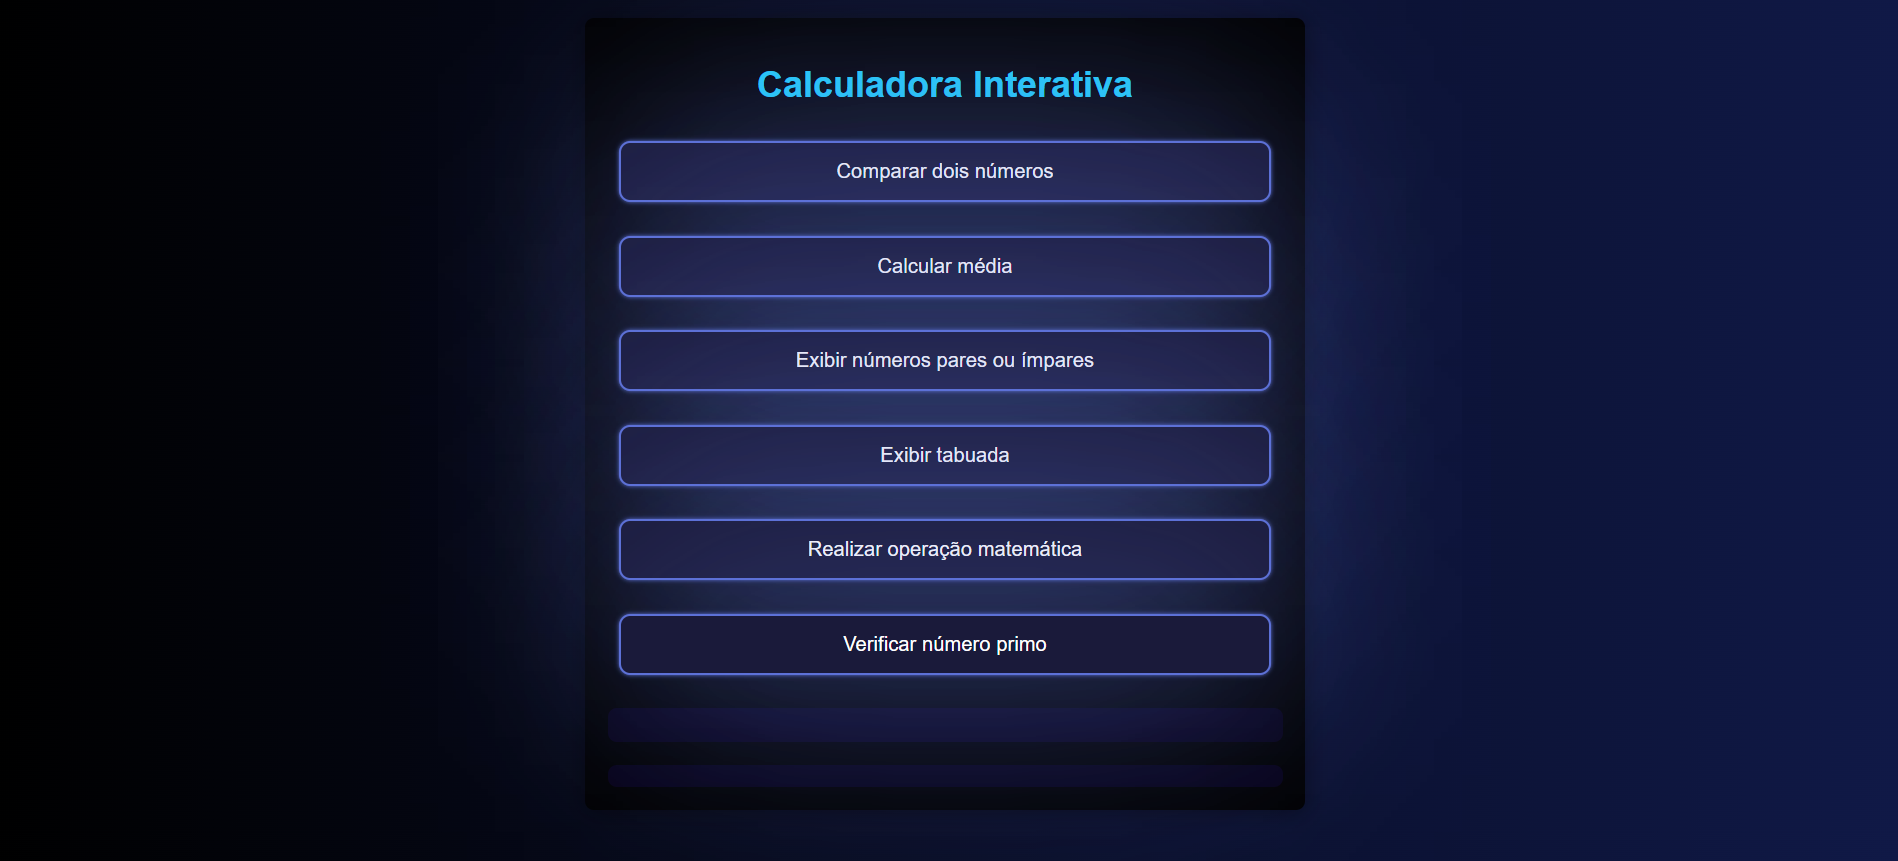 Calculadora Interativa
Comparar dois números
Calcular média
Exibir números pares ou ímpares
Exibir tabuada
Realizar operação matemática
Verificar número primo